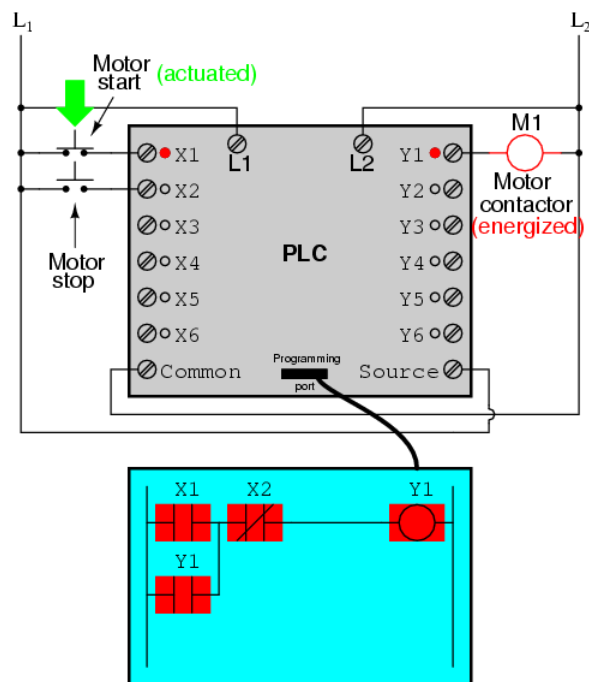 L1 L2
Motor
start (actuated)
M1
L1 L2
X1 Y1
X2 Y2
X3 Y3
X4 Y4
X5 Y5
X6 Y6
Motor
contactor
(energized)
PLC
Motor
stop
Common Programming Source
port
X1 X2 Y1
Y1